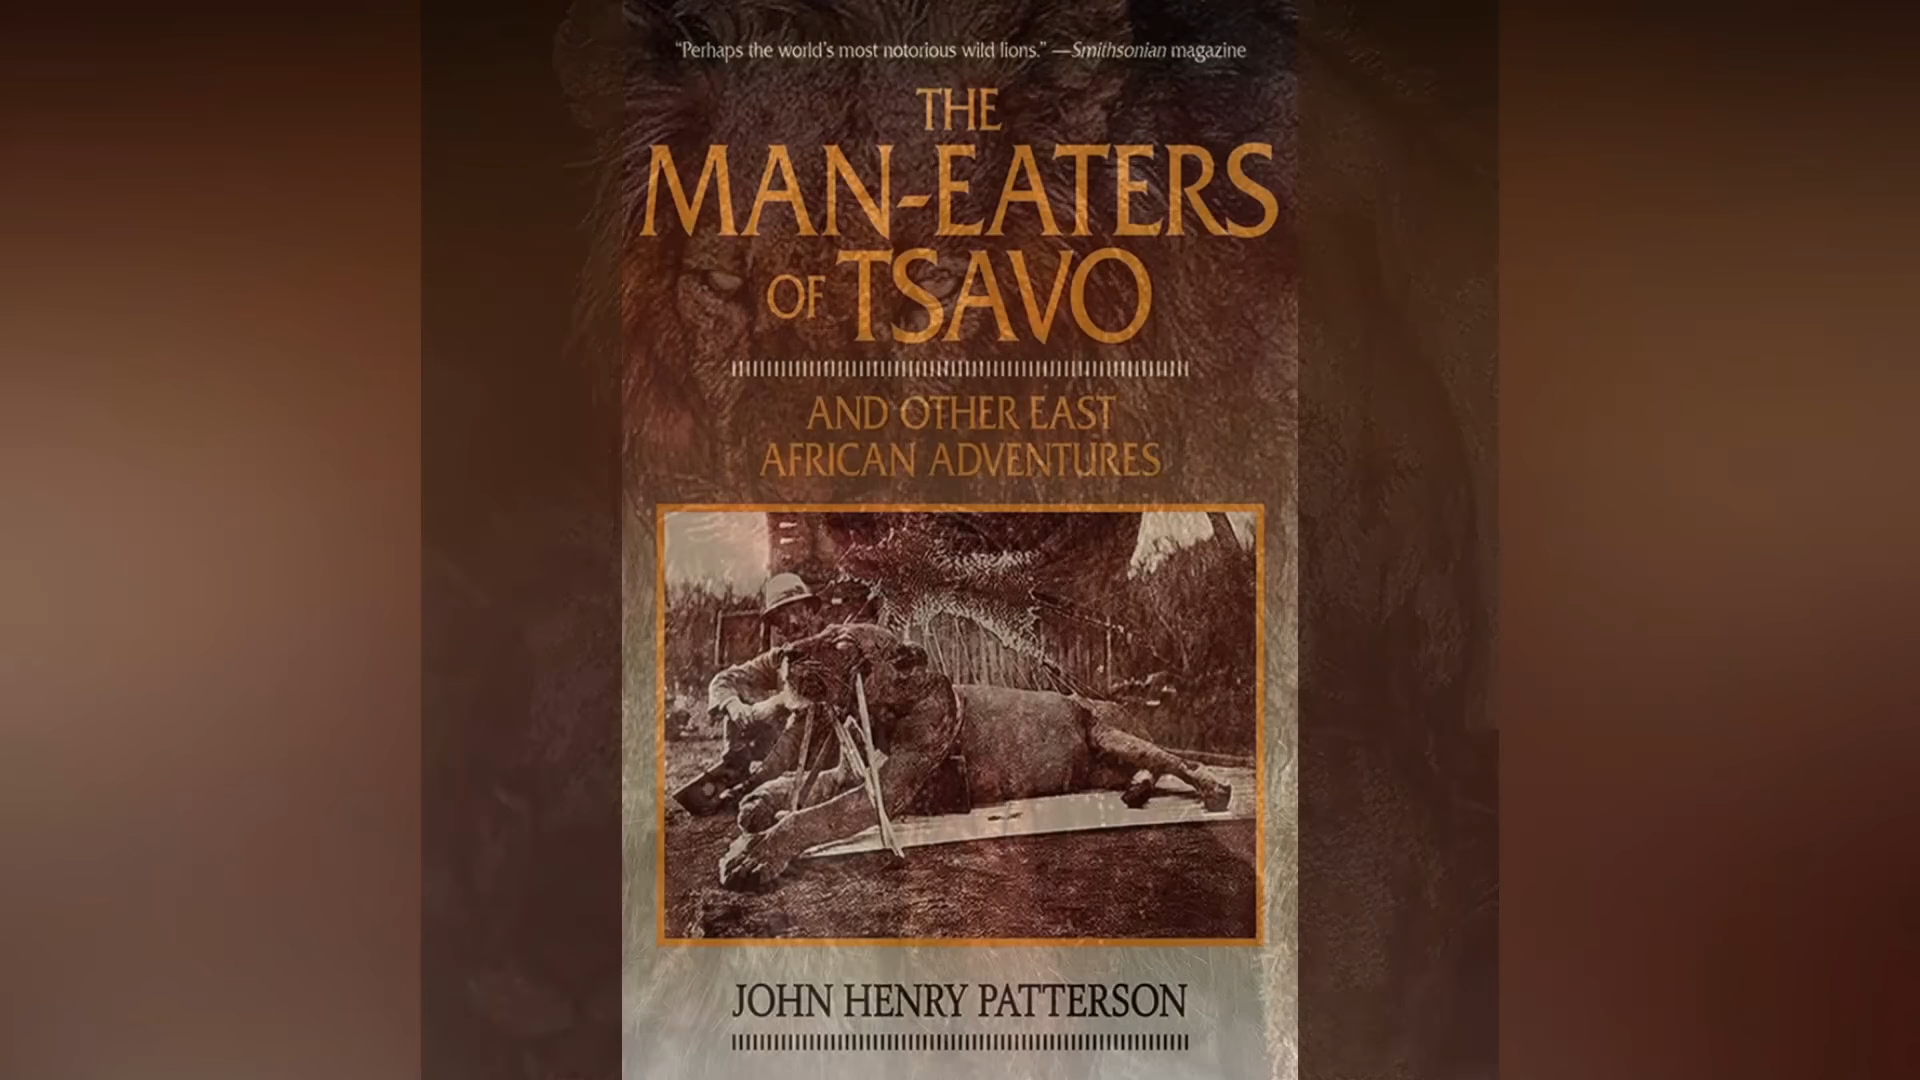 “Perhaps the world’s most notorious wild lions.” —Smithsonian magazine
THE
MAN-EATERS
OF TSAVO
AND OTHER EAST
AFRICAN ADVENTURES
JOHN HENRY PATTERSON